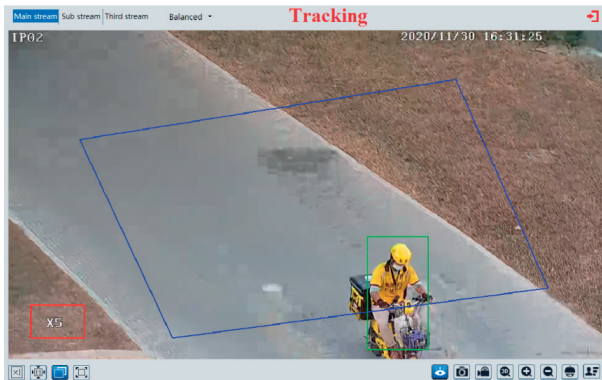 Main stream Sub stream Third stream Balanced Tracking
IP02 2020/11/30 16:31:25
X5